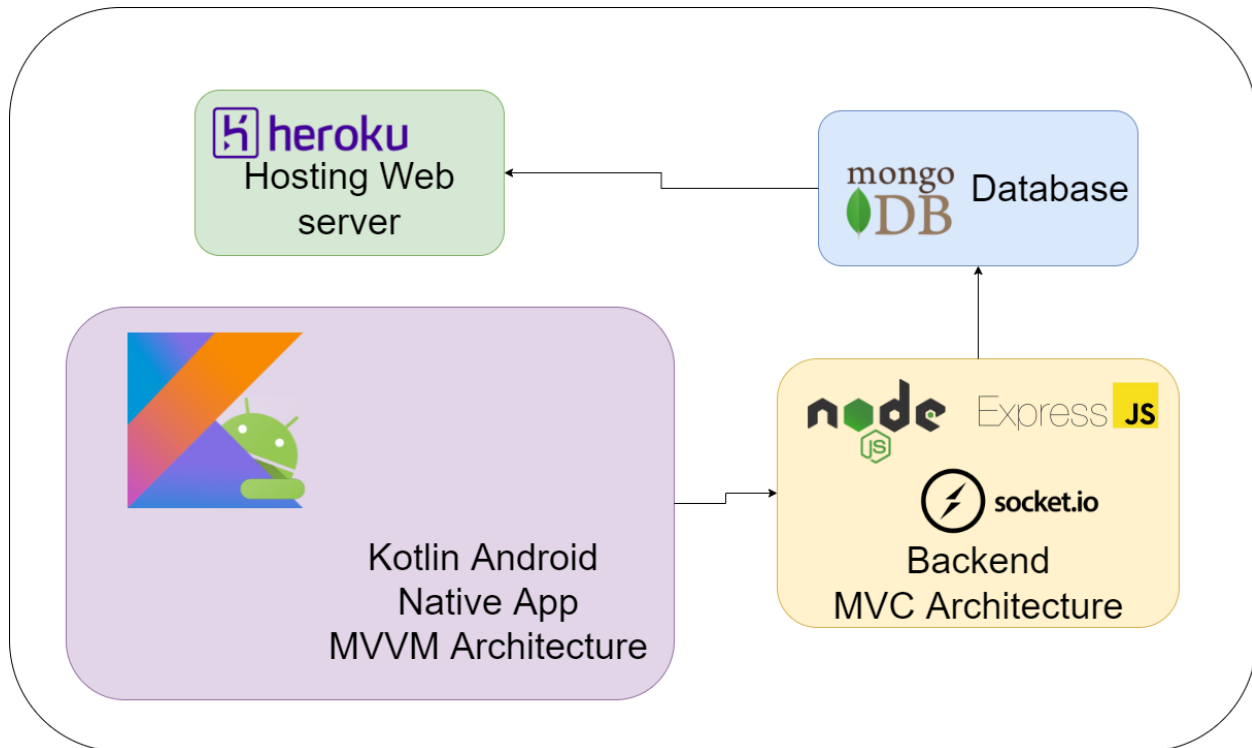 heroku
Hosting Web
server
mongo
DB
Database
node
JS
Express
JS
socket.io
Backend
MVC Architecture
Kotlin Android
Native App
MVVM Architecture